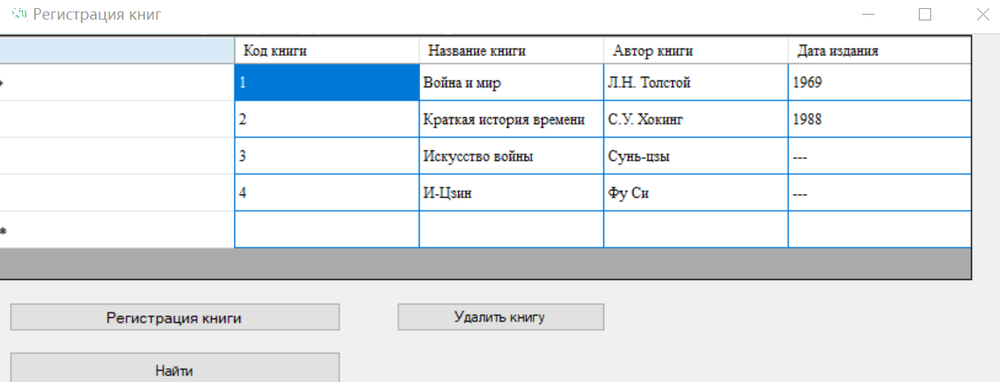 Регистрация книг
Код книги Название книги Автор книги Дата издания
1 Война и мир Л.Н. Толстой 1969
2 Краткая история времени С.У. Хокинг 1988
3 Искусство войны Сунь-цзы ---
4 И-Цзин Фу Си ---
Регистрация книги Удалить книгу
Найти